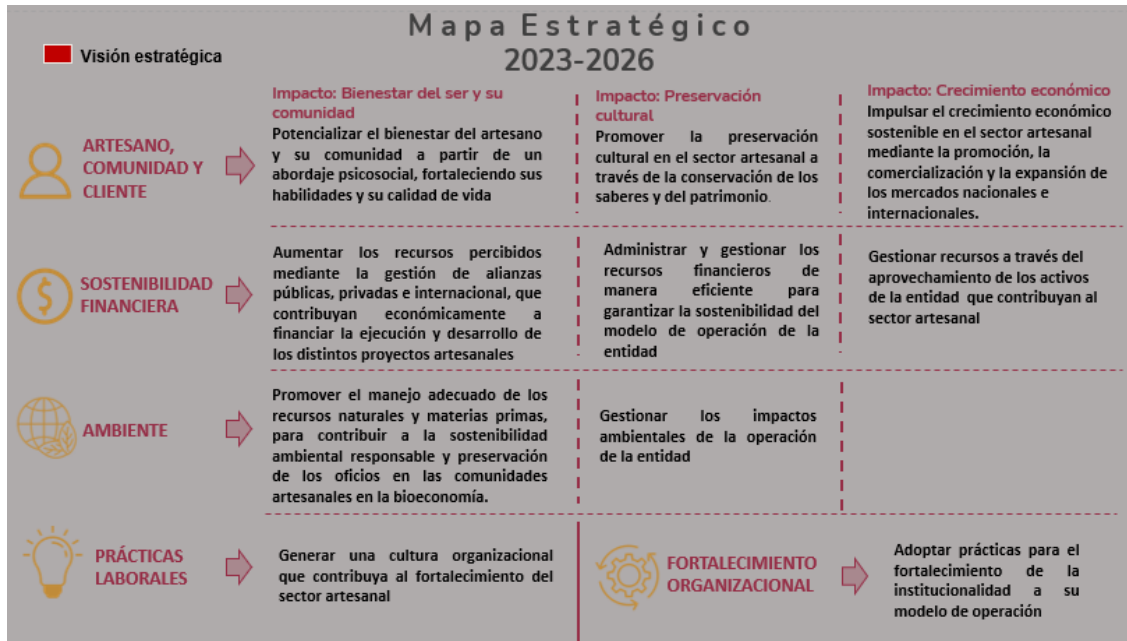 Mapa Estratégico
2023-2026
Visión estratégica
ARTESANO,
COMUNIDAD Y
CLIENTE
Impacto: Bienestar del ser y su
comunidad
Potencializar el bienestar del artesano
y su comunidad a partir de un
abordaje psicosocial, fortaleciendo sus
habilidades y su calidad de vida
Impacto: Preservación
cultural
Promover la preservación
cultural en el sector artesanal a
través de la conservación de los
saberes y del patrimonio.
Impacto: Crecimiento económico
Impulsar el crecimiento económico
sostenible en el sector artesanal
mediante la promoción, la
comercialización y la expansión de
los mercados nacionales e
internacionales.
SOSTENIBILIDAD
FINANCIERA
Aumentar los recursos percibidos
mediante la gestión de alianzas
públicas, privadas e internacional, que
contribuyan económicamente a
financiar la ejecución y desarrollo de
los distintos proyectos artesanales
Administrar y gestionar los
recursos financieros de
manera eficiente para
garantizar la sostenibilidad del
modelo de operación de la
entidad
Gestionar recursos a través del
aprovechamiento de los activos
de la entidad que contribuyan al
sector artesanal
AMBIENTE
Promover el manejo adecuado de los
recursos naturales y materias primas,
para contribuir a la sostenibilidad
ambiental responsable y preservación
de los oficios en las comunidades
artesanales en la bioeconomía.
Gestionar los impactos
ambientales de la operación
de la entidad
PRÁCTICAS
LABORALES
Generar una cultura organizacional
que contribuya al fortalecimiento del
sector artesanal
FORTALECIMIENTO
ORGANIZACIONAL
Adoptar prácticas para el
fortalecimiento de la
institucionalidad a su
modelo de operación